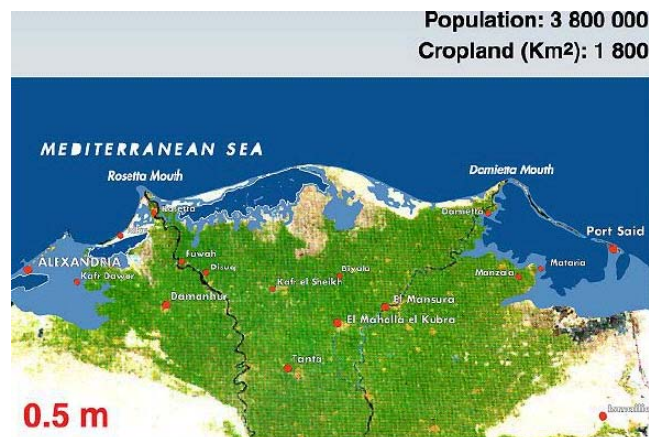 Population: 3 800 000
Cropland (Km²): 1 800
MEDITERRANEAN SEA
Rosetta Mouth
Damietta Mouth
Rosetta
Damietta
Port Said
ALEXANDRIA
Fuwah
Disuq
Kafr Dawar
Kafr el Sheikh
Biyala
Manzala
Mataria
Damanhur
El Mansura
El Mahalla el Kubra
Tanta
0.5 m